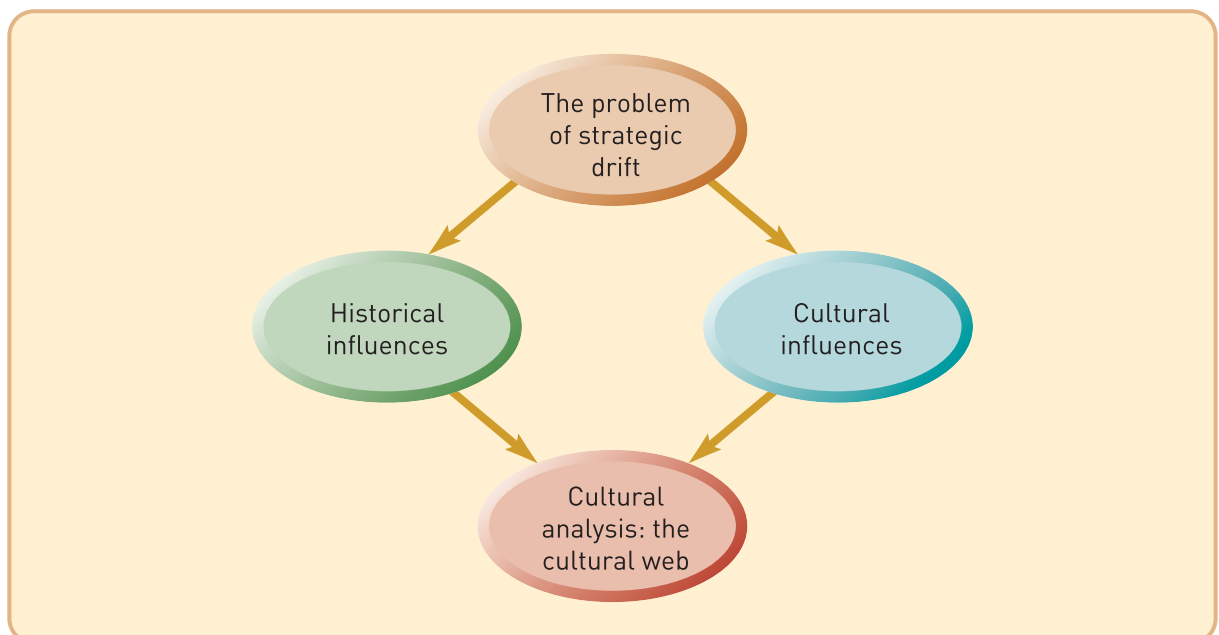 The problem
of strategic
drift
Historical
influences
Cultural
influences
Cultural
analysis: the
cultural web